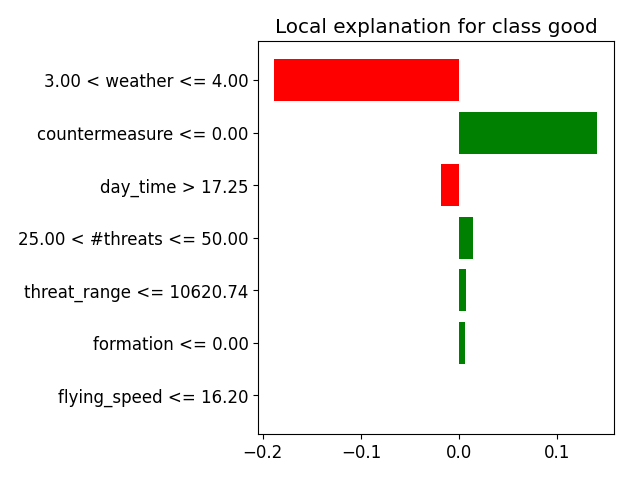 Local explanation for class good
3.00 < weather <= 4.00
countermeasure <= 0.00
day_time > 17.25
25.00 < #threats <= 50.00
threat_range <= 10620.74
formation <= 0.00
flying_speed <= 16.20
−0.2 −0.1 0.0 0.1